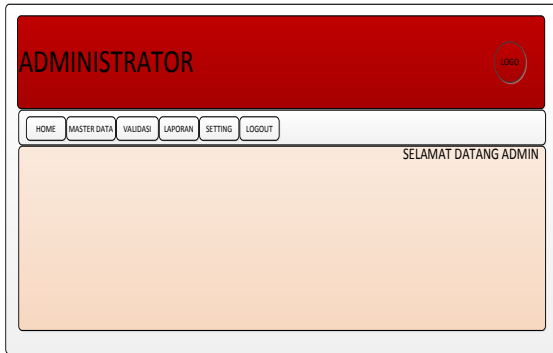 ADMINISTRATOR
LOGO
HOME MASTER DATA VALIDASI LAPORAN SETTING LOGOUT
SELAMAT DATANG ADMIN